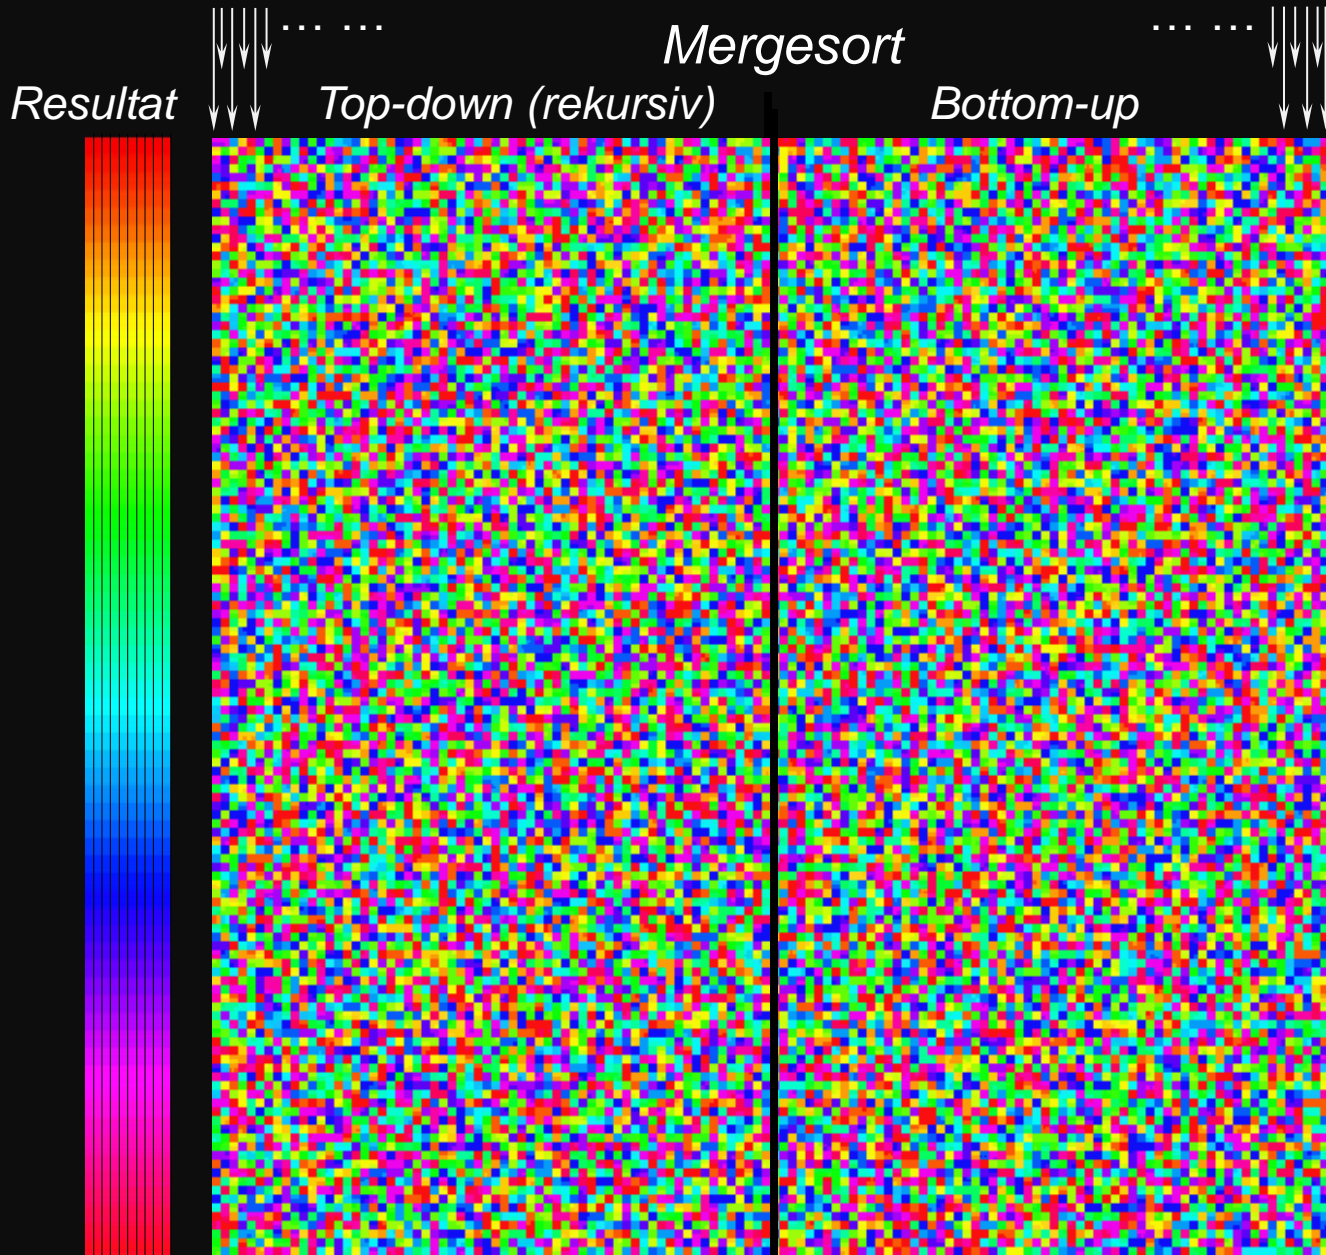 ... ...
... ...
Mergesort
Resultat
Top-down (rekursiv)
Bottom-up